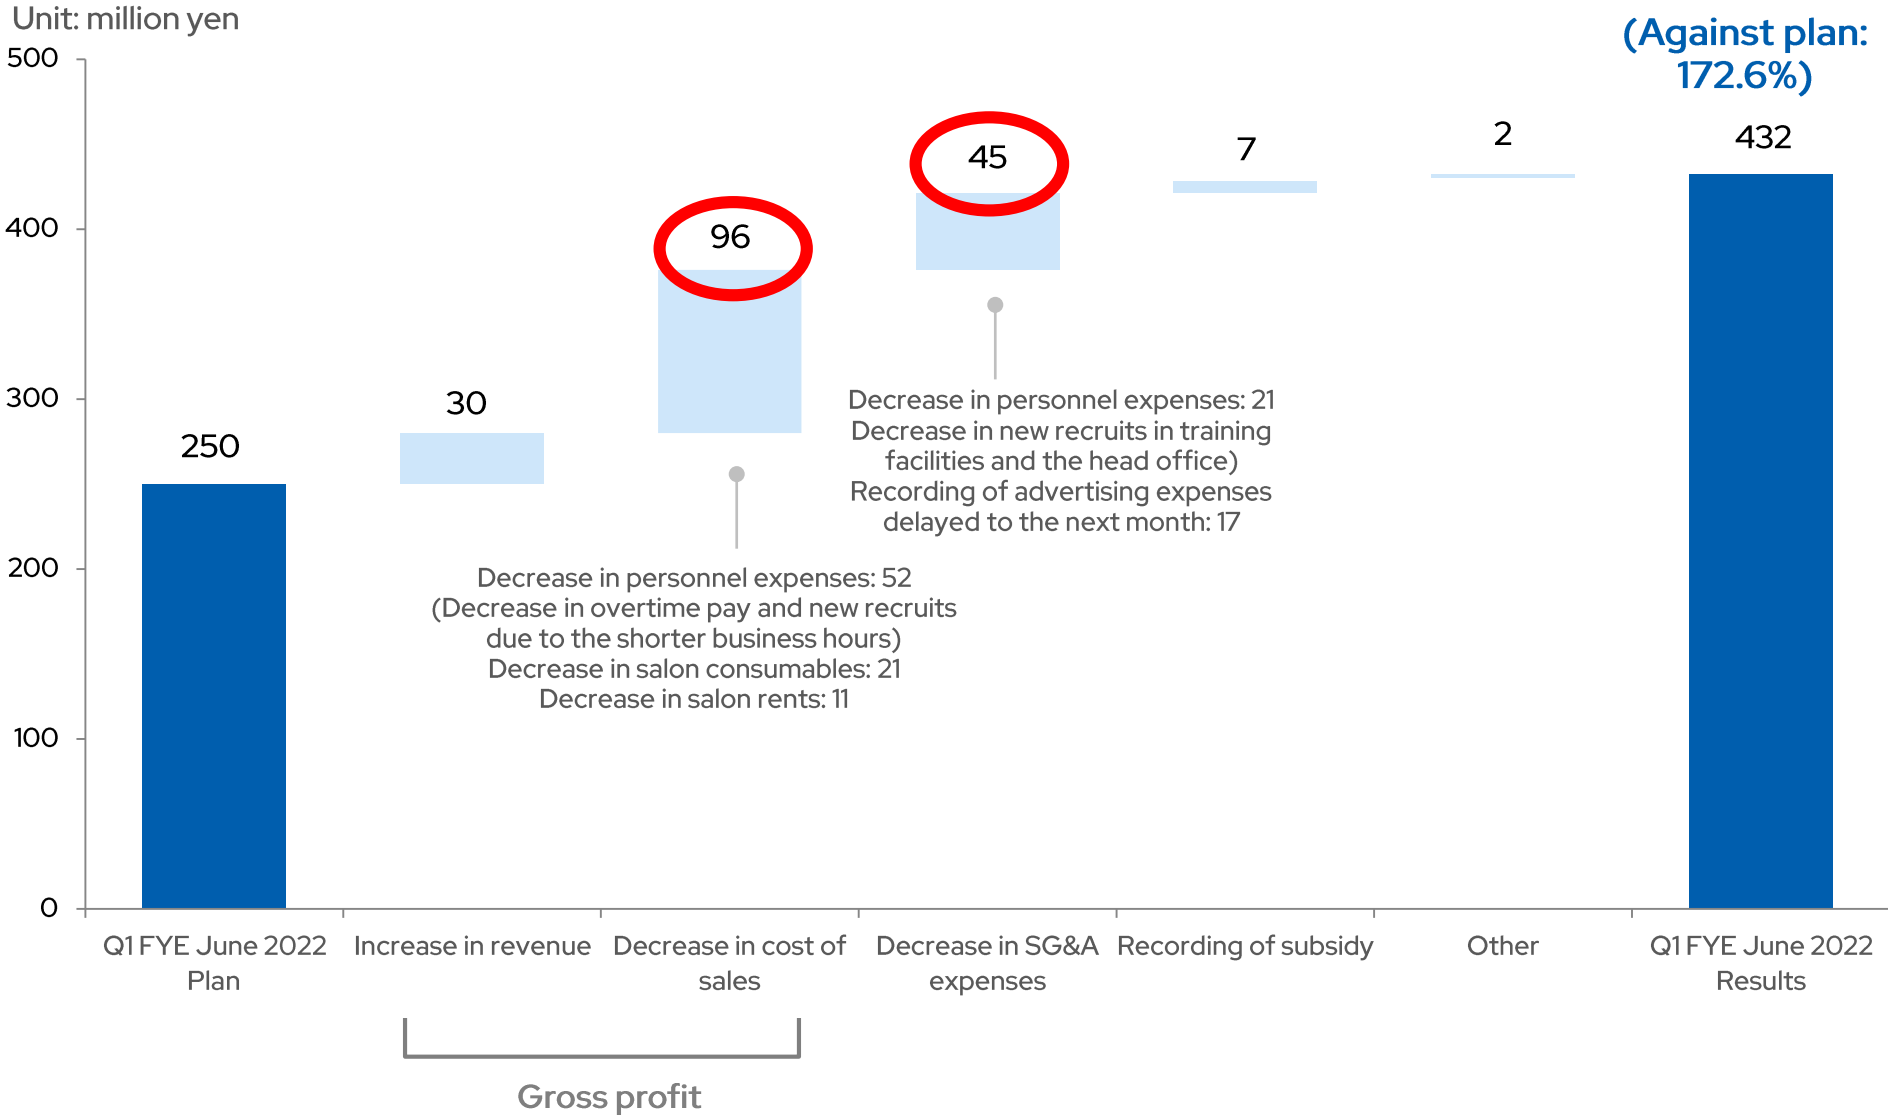 Unit: million yen
(Against plan:
172.6%)
500
400
300
200
100
0
250
30
96
45
7
2
432
Decrease in personnel expenses: 21
Decrease in new recruits in training
facilities and the head office)
Recording of advertising expenses
delayed to the next month: 17
Decrease in personnel expenses: 52
(Decrease in overtime pay and new recruits
due to the shorter business hours)
Decrease in salon consumables: 21
Decrease in salon rents: 11
Q1 FYE June 2022
Plan
Increase in revenue
Decrease in cost of
sales
Decrease in SG&A
expenses
Recording of subsidy
Other
Q1 FYE June 2022
Results
Gross profit